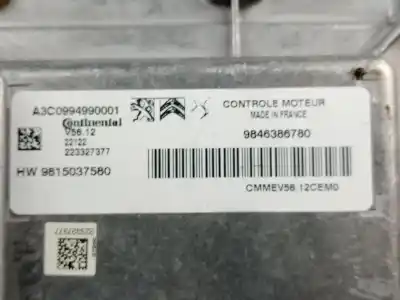 A3C0994990001
Continental
V56.12
22122
223327377
HW 9815037580
CONTROLE MOTEUR
MADE IN FRANCE
9846386780
CMMEV56.12CEM0